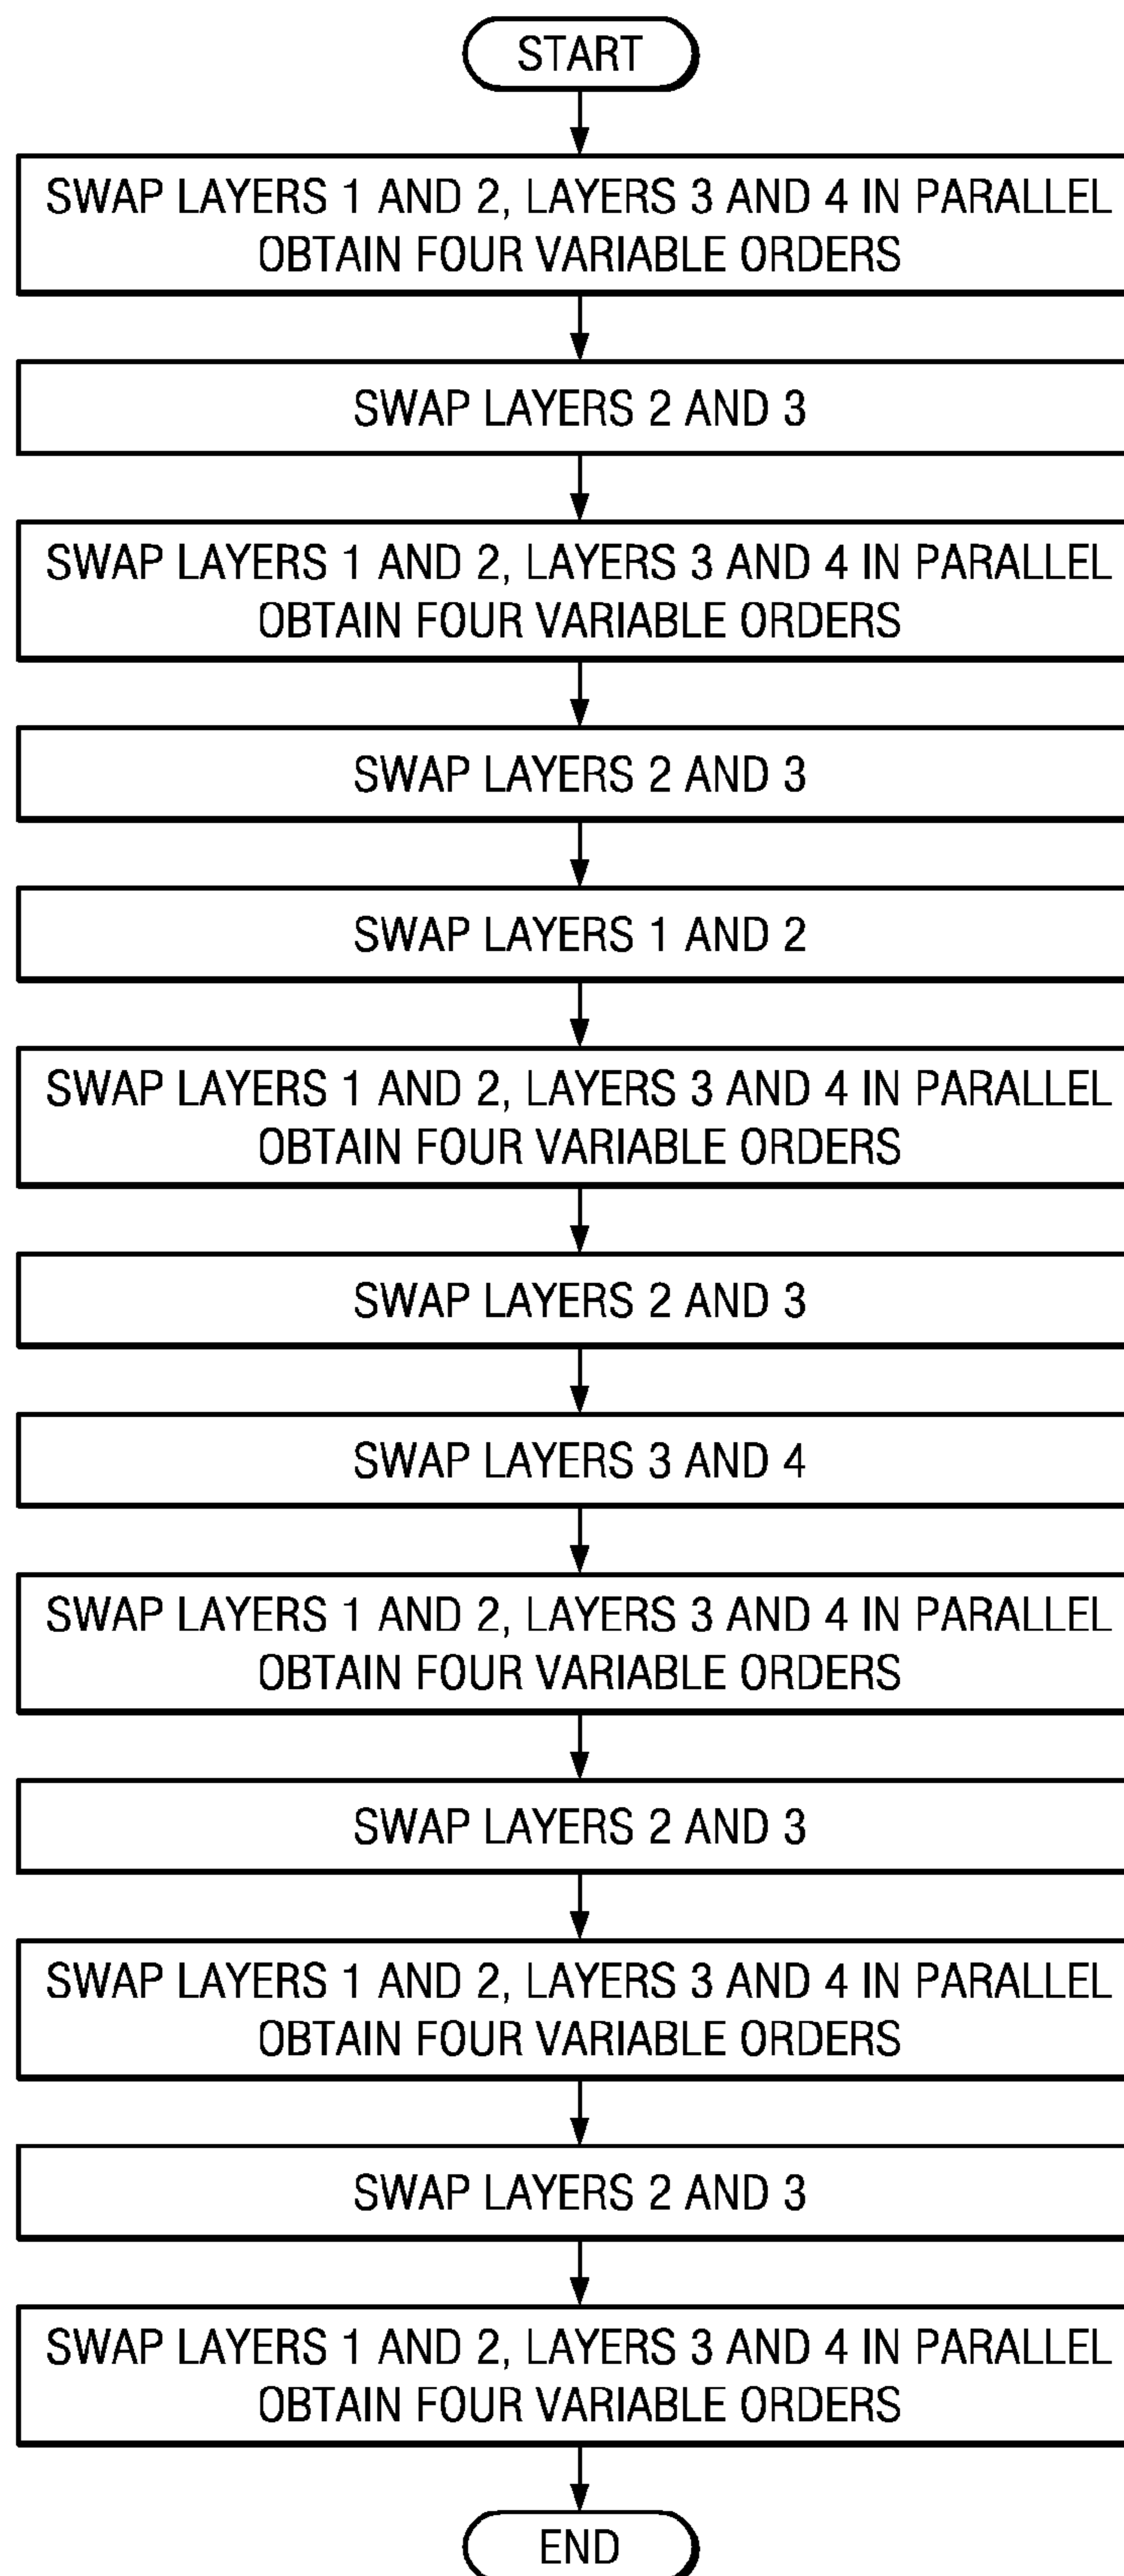 START
SWAP LAYERS 1 AND 2, LAYERS 3 AND 4 IN PARALLEL
OBTAIN FOUR VARIABLE ORDERS
SWAP LAYERS 2 AND 3
SWAP LAYERS 1 AND 2, LAYERS 3 AND 4 IN PARALLEL
OBTAIN FOUR VARIABLE ORDERS
SWAP LAYERS 2 AND 3
SWAP LAYERS 1 AND 2
SWAP LAYERS 1 AND 2, LAYERS 3 AND 4 IN PARALLEL
OBTAIN FOUR VARIABLE ORDERS
SWAP LAYERS 2 AND 3
SWAP LAYERS 3 AND 4
SWAP LAYERS 1 AND 2, LAYERS 3 AND 4 IN PARALLEL
OBTAIN FOUR VARIABLE ORDERS
SWAP LAYERS 2 AND 3
SWAP LAYERS 1 AND 2, LAYERS 3 AND 4 IN PARALLEL
OBTAIN FOUR VARIABLE ORDERS
SWAP LAYERS 2 AND 3
SWAP LAYERS 1 AND 2, LAYERS 3 AND 4 IN PARALLEL
OBTAIN FOUR VARIABLE ORDERS
END